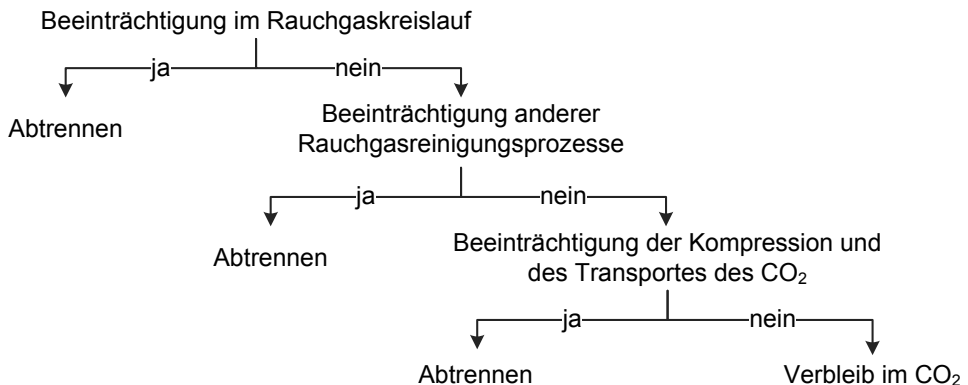 Beeinträchtigung im Rauchgaskreislauf
ja
nein
Abtrennen
Beeinträchtigung anderer
Rauchgasreinigungsprozesse
ja
nein
Abtrennen
Beeinträchtigung der Kompression und
des Transportes des CO₂
ja
nein
Abtrennen
Verbleib im CO₂